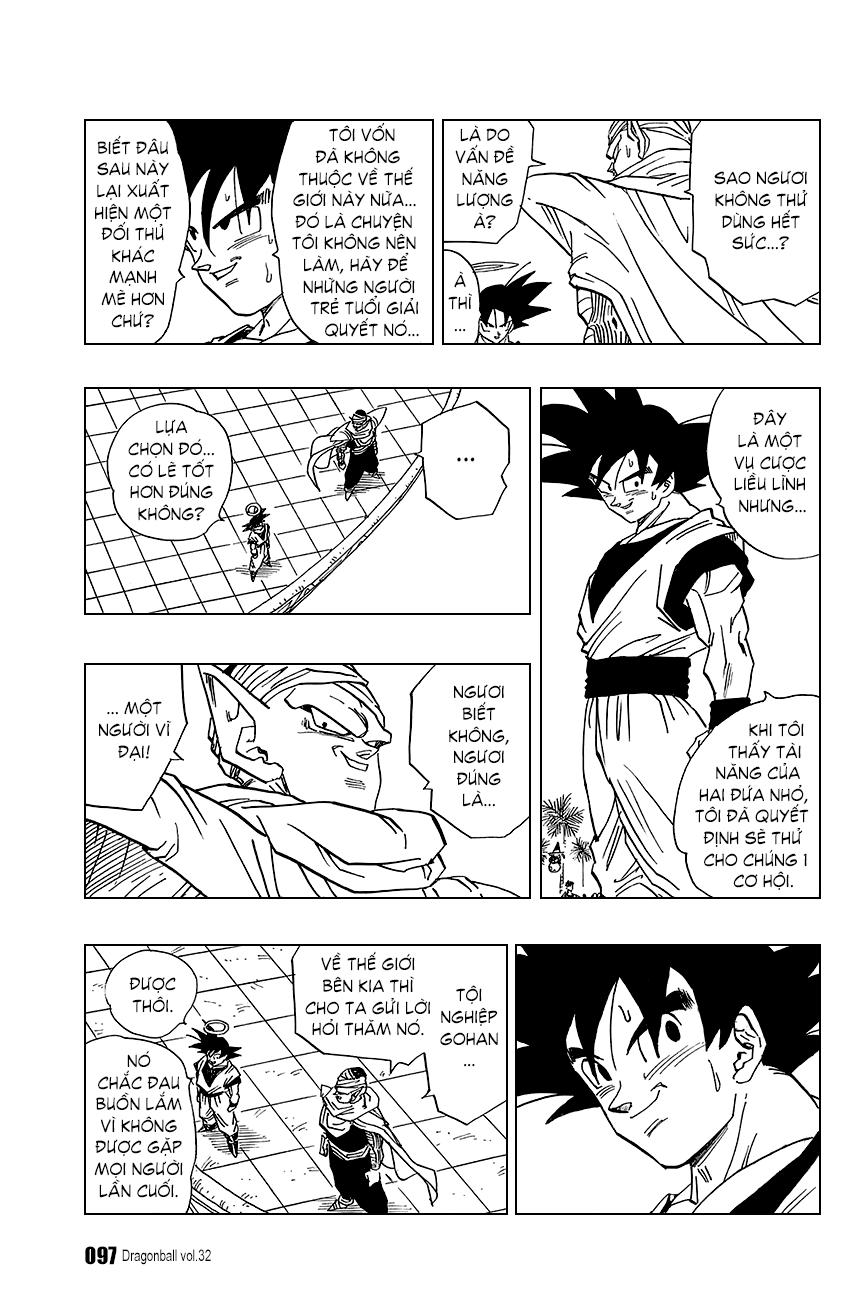 SAO NGƯƠI
KHÔNG THỬ
DÙNG HẾT
SỨC...?
LÀ DO
VẤN ĐỀ
NĂNG
LƯỢNG
À?
À
THÌ
...
TÔI VỐN
ĐÃ KHÔNG
THUỘC VỀ THẾ
GIỚI NÀY NỮA...
ĐÓ LÀ CHUYỆN
TÔI KHÔNG NÊN
LÀM, HÃY ĐỂ
NHỮNG NGƯỜI
TRẺ TUỔI GIẢI
QUYẾT NÓ...
BIẾT ĐÂU
SAU NÀY
LẠI XUẤT
HIỆN MỘT
ĐỐI THỦ
KHÁC
MẠNH
MẼ HƠN
CHỨ?
ĐÂY
LÀ MỘT
VỤ CƯỢC
LIỀU LĨNH
NHƯNG...
KHI TÔI
THẤY TÀI
NĂNG CỦA
HAI ĐỨA NHỎ,
TÔI ĐÃ QUYẾT
ĐỊNH SẼ THỬ
CHO CHÚNG 1
CƠ HỘI.
...
LỰA
CHỌN ĐÓ...
CÓ LẼ TỐT
HƠN ĐÚNG
KHÔNG?
NGƯƠI
BIẾT
KHÔNG,
NGƯƠI
ĐÚNG
LÀ...
... MỘT
NGƯỜI VĨ
ĐẠI!
TỘI
NGHIỆP
GOHAN
...
VỀ THẾ GIỚI
BÊN KIA THÌ
CHO TA GỬI LỜI
HỎI THĂM NÓ.
ĐƯỢC
THÔI.
NÓ
CHẮC ĐAU
BUỒN LẮM
VÌ KHÔNG
ĐƯỢC GẶP
MỌI NGƯỜI
LẦN CUỐI.
097 Dragonball vol.32